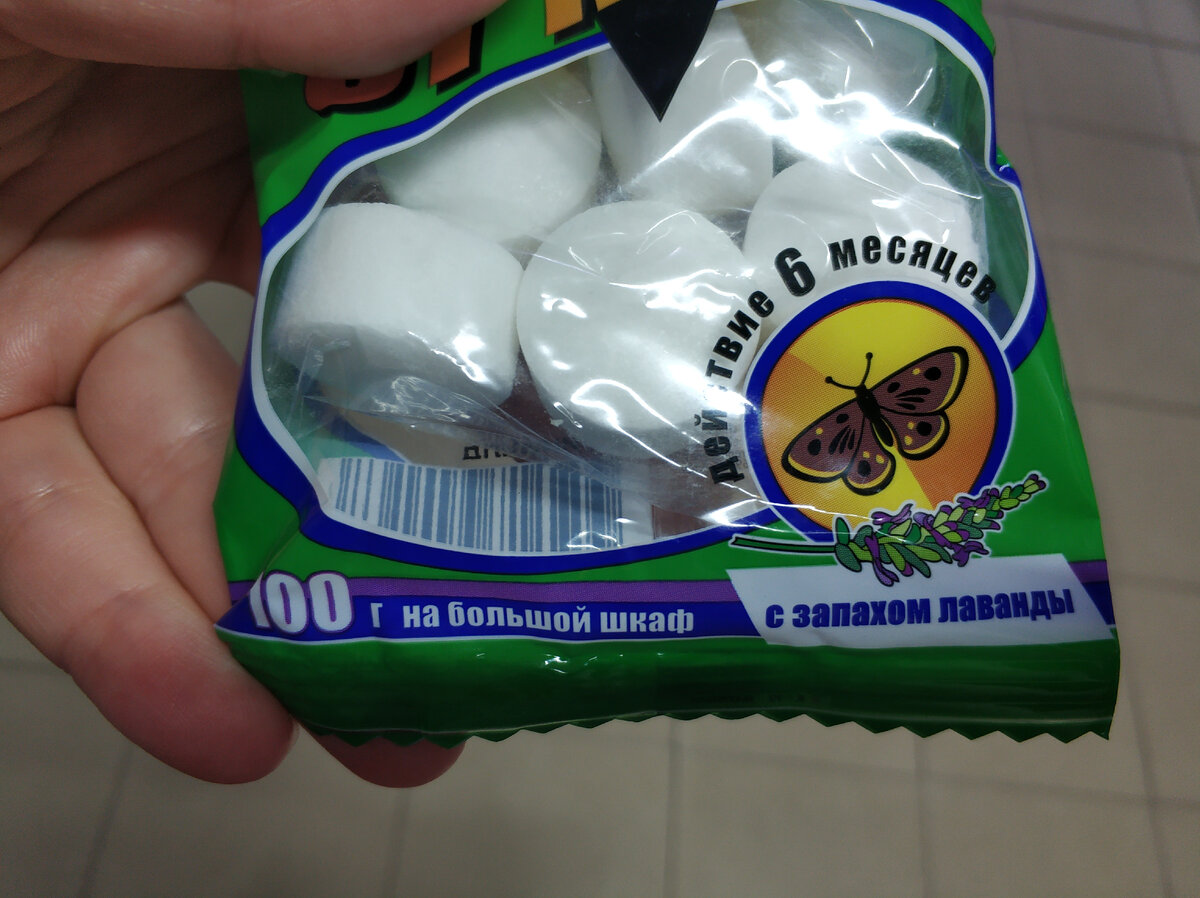 действие 6 месяцев
100 г на большой шкаф
с запахом лаванды